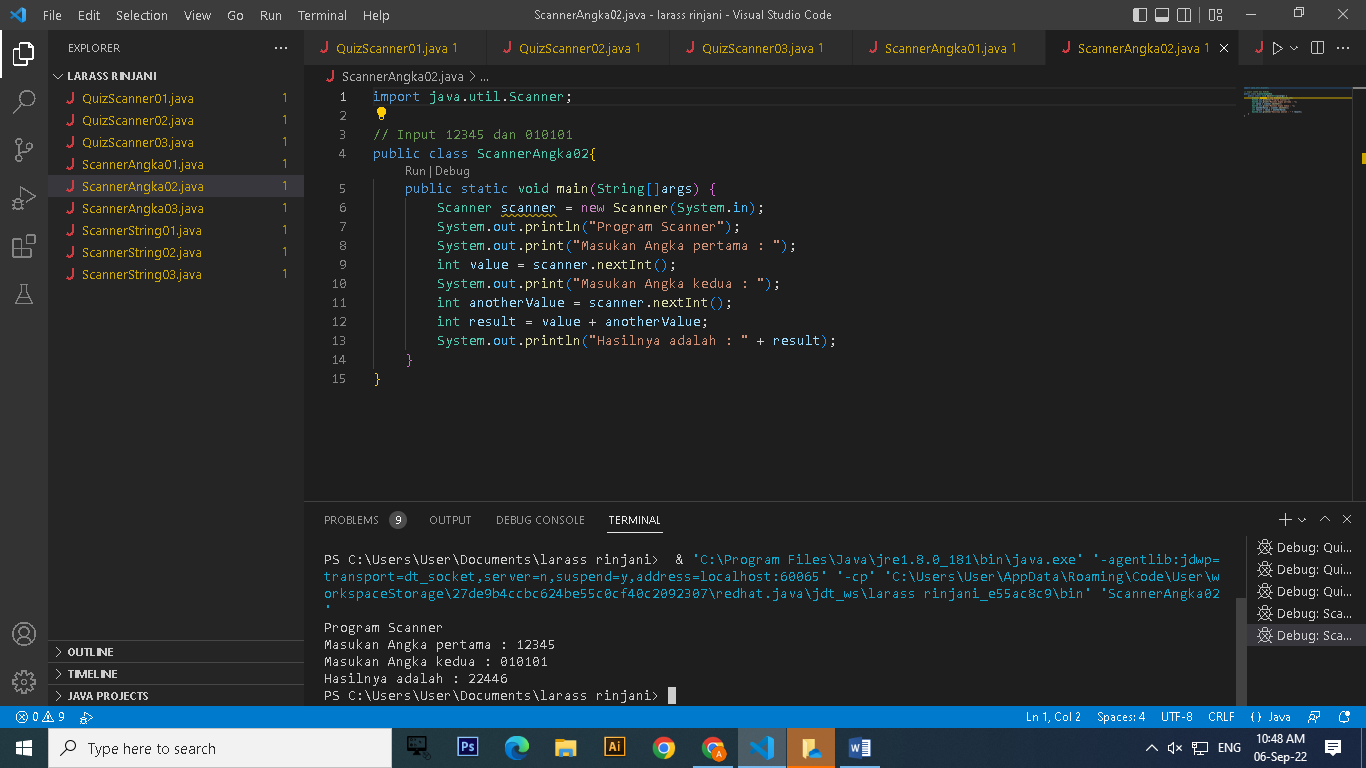 File Edit Selection View Go Run Terminal Help
ScannerAngka02.java - larass rinjani - Visual Studio Code
EXPLORER
LARASS RINJANI
QuizScanner01.java 1
QuizScanner02.java 1
QuizScanner03.java 1
ScannerAngka01.java 1
ScannerAngka02.java 1
ScannerAngka03.java 1
ScannerString01.java 1
ScannerString02.java 1
ScannerString03.java 1
OUTLINE
TIMELINE
JAVA PROJECTS
QuizScanner01.java 1
QuizScanner02.java 1
QuizScanner03.java 1
ScannerAngka01.java 1
ScannerAngka02.java 1
ScannerAngka02.java > ...
1 import java.util.Scanner;
2
3 // Input 12345 dan 010101
4 public class ScannerAngka02{
Run | Debug
5 public static void main(String[]args) {
6 Scanner scanner = new Scanner(System.in);
7 System.out.println("Program Scanner");
8 System.out.print("Masukan Angka pertama : ");
9 int value = scanner.nextInt();
10 System.out.print("Masukan Angka kedua : ");
11 int anotherValue = scanner.nextInt();
12 int result = value + anotherValue;
13 System.out.println("Hasilnya adalah : " + result);
14 }
15 }
PROBLEMS 9 OUTPUT DEBUG CONSOLE TERMINAL
PS C:\Users\User\Documents\larass rinjani> & 'C:\Program Files\Java\jre1.8.0_181\bin\java.exe' '-agentlib:jdwp=
transport=dt_socket,server=n,suspend=y,address=localhost:60065' '-cp' 'C:\Users\User\AppData\Roaming\Code\User\w
orkspaceStorage\27de9b4ccbc624be55c0cf40c2092307\redhat.java\jdt_ws\larass rinjani_e55ac8c9\bin' 'ScannerAngka02
'
Program Scanner
Masukan Angka pertama : 12345
Masukan Angka kedua : 010101
Hasilnya adalah : 22446
PS C:\Users\User\Documents\larass rinjani>
Debug: Qui...
Debug: Qui...
Debug: Qui...
Debug: Sca...
Debug: Sca...
0 9
Ln 1, Col 2 Spaces: 4 UTF-8 CRLF {} Java
Type here to search
Ps
Ai
A
W
ENG
10:48 AM
06-Sep-22